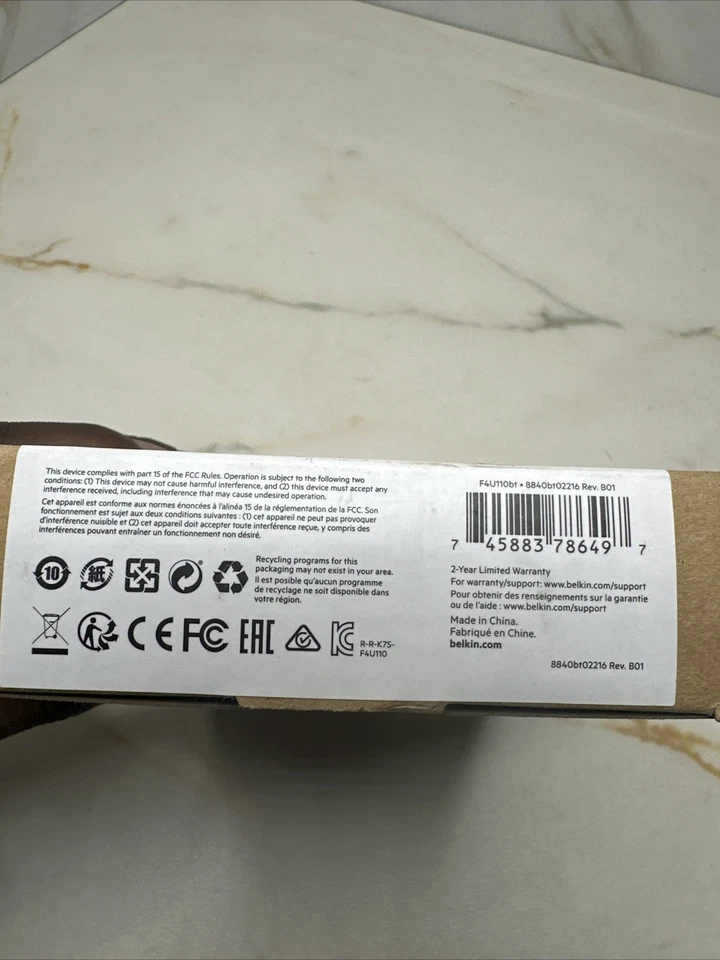 This device complies with part 15 of the FCC Rules. Operation is subject to the following two
conditions: (1) This device may not cause harmful interference, and (2) this device must accept any
interference received, including interference that may cause undesired operation.
Cet appareil est conforme aux normes énoncées à l'alinéa 15 de la réglementation de la FCC. Son
fonctionnement est sujet aux deux conditions suivantes : (1) cet appareil ne peut pas provoquer
d'interférence nuisible et (2) cet appareil doit accepter toute interférence reçue, y compris des
interférences pouvant entraîner un fonctionnement non désiré.
10
紙
Recycling programs for this
packaging may not exist in your area.
Il est posible qu'aucun programme
de recyclage ne soit disponible dans
votre région.
CE FC EAC
R-R-K7S-
F4U110
F4U110bt • 8840bt02216 Rev. B01
7 45883 78649 7
2-Year Limited Warranty
For warranty/support: www.belkin.com/support
Pour obtenir des renseignements sur la garantie
ou de l'aide : www.belkin.com/support
Made in China.
Fabriqué en Chine.
belkin.com
8840bt02216 Rev. B01